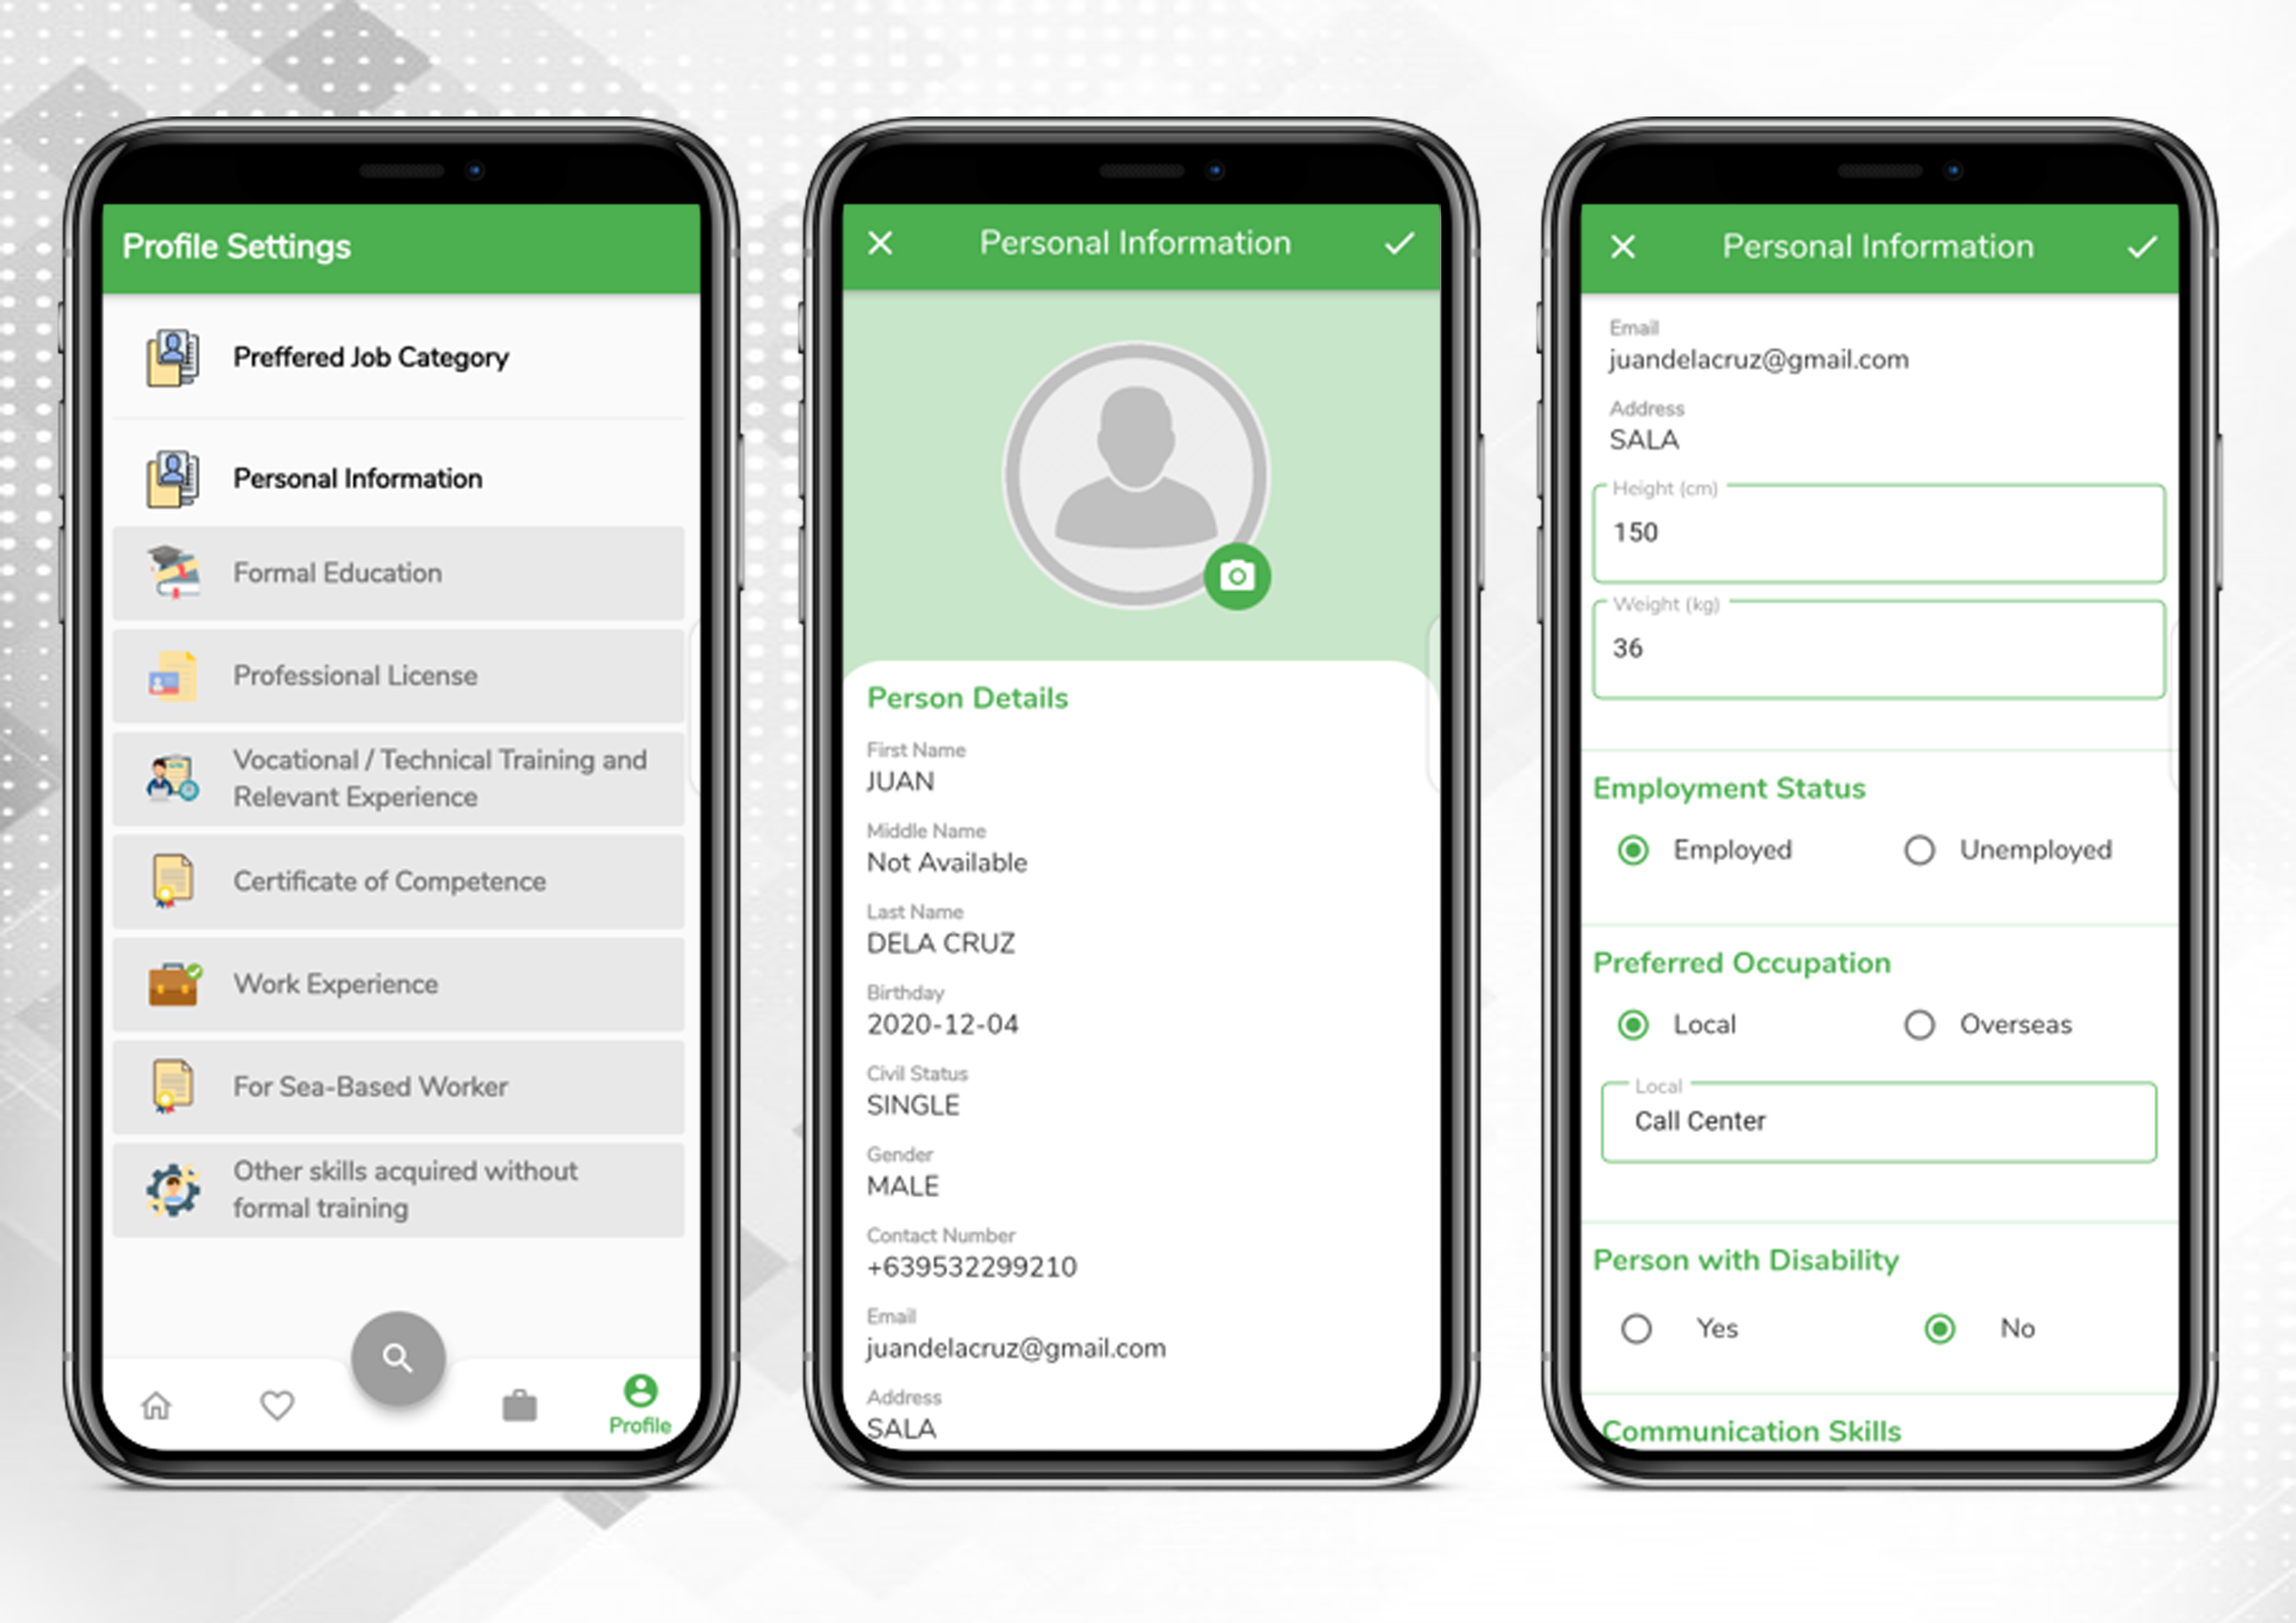 Profile Settings
Preffered Job Category
Personal Information
Formal Education
Professional License
Vocational / Technical Training and
Relevant Experience
Certificate of Competence
Work Experience
For Sea-Based Worker
Other skills acquired without
formal training
Profile
Personal Information
Person Details
First Name
JUAN
Middle Name
Not Available
Last Name
DELA CRUZ
Birthday
2020-12-04
Civil Status
SINGLE
Gender
MALE
Contact Number
+639532299210
Email
juandelacruz@gmail.com
Address
SALA
Personal Information
Email
juandelacruz@gmail.com
Address
SALA
Height (cm)
150
Weight (kg)
36
Employment Status
Employed Unemployed
Preferred Occupation
Local Overseas
Local
Call Center
Person with Disability
Yes No
Communication Skills